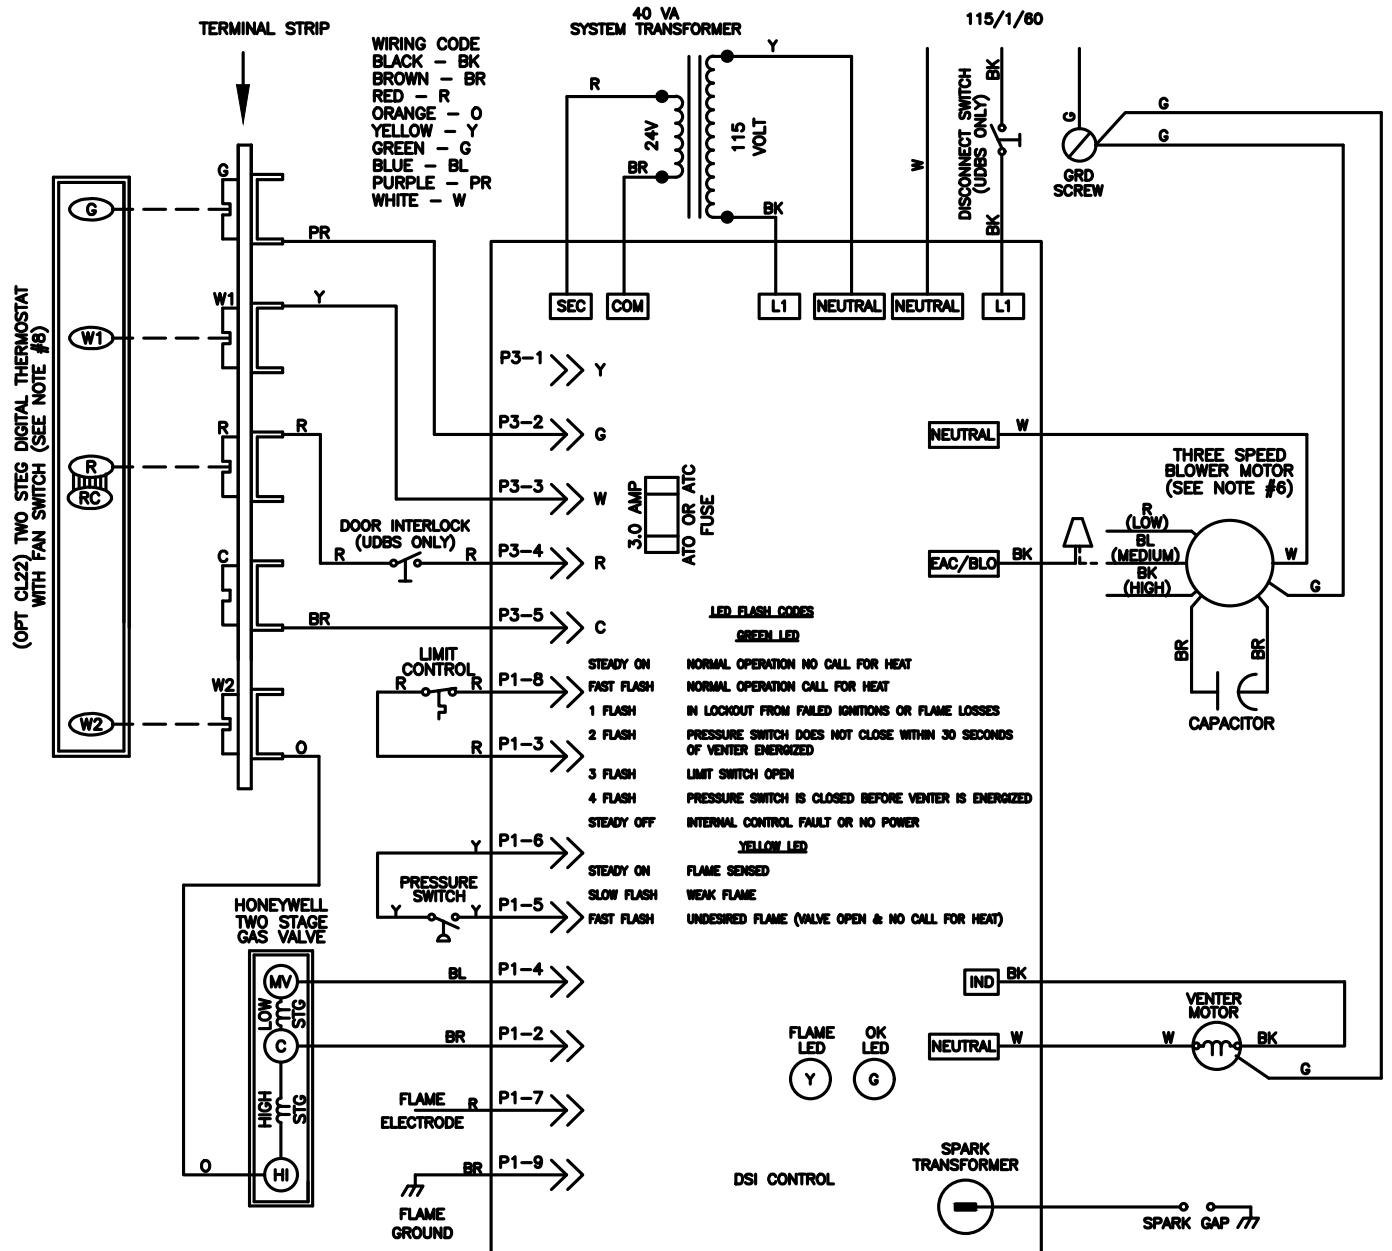 TERMINAL STRIP
WIRING CODE
BLACK - BK
BROWN - BR
RED - R
ORANGE - O
YELLOW - Y
GREEN - G
BLUE - BL
PURPLE - PR
WHITE - W
40 VA
SYSTEM TRANSFORMER
R
BR
24V
115
VOLT
Y
BK
115/1/60
W
BK
DISCONNECT SWITCH
(UDBS ONLY)
BK
G
GRD
SCREW
G
G
(OPT CL22) TWO STEG DIGITAL THERMOSTAT
WITH FAN SWITCH (SEE NOTE #8)
G
W1
R
RC
W2
G
PR
W1
Y
R
R
C
BR
W2
O
SEC
COM
L1
NEUTRAL
NEUTRAL
L1
P3-1
Y
P3-2
G
P3-3
W
P3-4
R
P3-5
C
DOOR INTERLOCK
(UDBS ONLY)
R
R
3.0 AMP
ATO OR ATC
FUSE
NEUTRAL
W
EAC/BLO
BK
THREE SPEED
BLOWER MOTOR
(SEE NOTE #6)
R
(LOW)
BL
(MEDIUM)
BK
(HIGH)
W
G
BR
BR
CAPACITOR
LIMIT
CONTROL
R
R
P1-8
R
P1-3
LED FLASH CODES
GREEN LED
STEADY ON NORMAL OPERATION NO CALL FOR HEAT
FAST FLASH NORMAL OPERATION CALL FOR HEAT
1 FLASH IN LOCKOUT FROM FAILED IGNITIONS OR FLAME LOSSES
2 FLASH PRESSURE SWITCH DOES NOT CLOSE WITHIN 30 SECONDS
OF VENTER ENERGIZED
3 FLASH LIMIT SWITCH OPEN
4 FLASH PRESSURE SWITCH IS CLOSED BEFORE VENTER IS ENERGIZED
STEADY OFF INTERNAL CONTROL FAULT OR NO POWER
YELLOW LED
STEADY ON FLAME SENSED
SLOW FLASH WEAK FLAME
FAST FLASH UNDESIRED FLAME (VALVE OPEN & NO CALL FOR HEAT)
Y
P1-6
PRESSURE
SWITCH
Y
Y
P1-5
HONEYWELL
TWO STAGE
GAS VALVE
MV
LOW
STG
C
HIGH
STG
HI
O
BL
P1-4
BR
P1-2
FLAME
ELECTRODE
R
P1-7
BR
P1-9
FLAME
GROUND
FLAME
LED
Y
OK
LED
G
DSI CONTROL
IND
BK
NEUTRAL
W
W
VENTER
MOTOR
BK
G
SPARK
TRANSFORMER
SPARK GAP